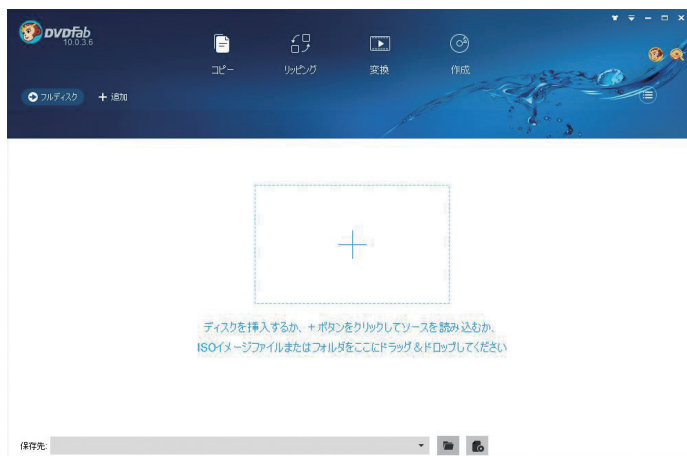 DVDFab
10.0.3.6
コピー
リッピング
変換
作成
フルディスク
+ 追加
ディスクを挿入するか、+ボタンをクリックしてソースを読み込むか、
ISOイメージファイルまたはフォルダをここにドラッグ&ドロップしてください
保存先: